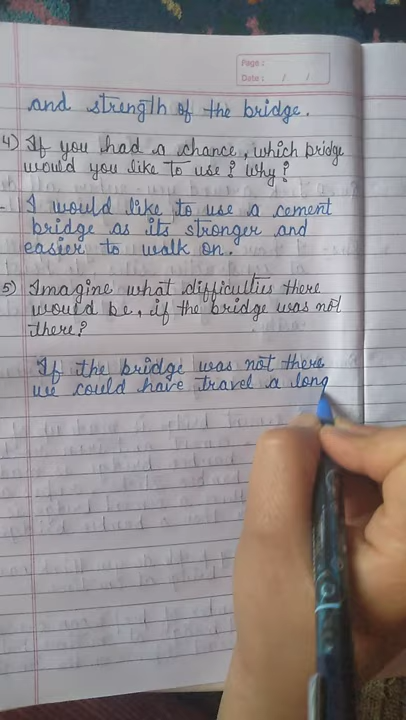 Page :
Date : / /
and strength of the bridge.
4) If you had a chance, which bridge
would you like to use? Why?
- I would like to use a cement
bridge as its stronger and
easier to walk on.
5) Imagine what difficulties there
would be, if the bridge was not
there?
If the bridge was not there
we could have travel a long